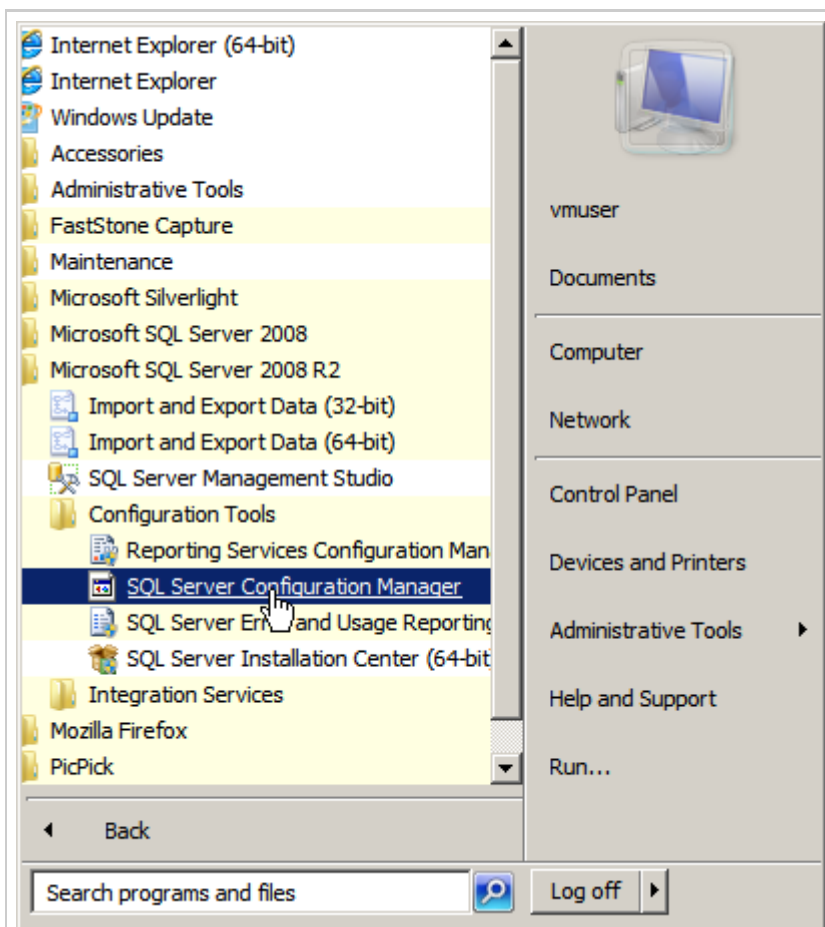 Internet Explorer (64-bit)
Internet Explorer
Windows Update
Accessories
Administrative Tools
FastStone Capture
Maintenance
Microsoft Silverlight
Microsoft SQL Server 2008
Microsoft SQL Server 2008 R2
Import and Export Data (32-bit)
Import and Export Data (64-bit)
SQL Server Management Studio
Configuration Tools
Reporting Services Configuration Man
SQL Server Configuration Manager
SQL Server Error and Usage Reporting
SQL Server Installation Center (64-bit
Integration Services
Mozilla Firefox
PicPick
Back
Search programs and files
vmuser
Documents
Computer
Network
Control Panel
Devices and Printers
Administrative Tools
Help and Support
Run...
Log off